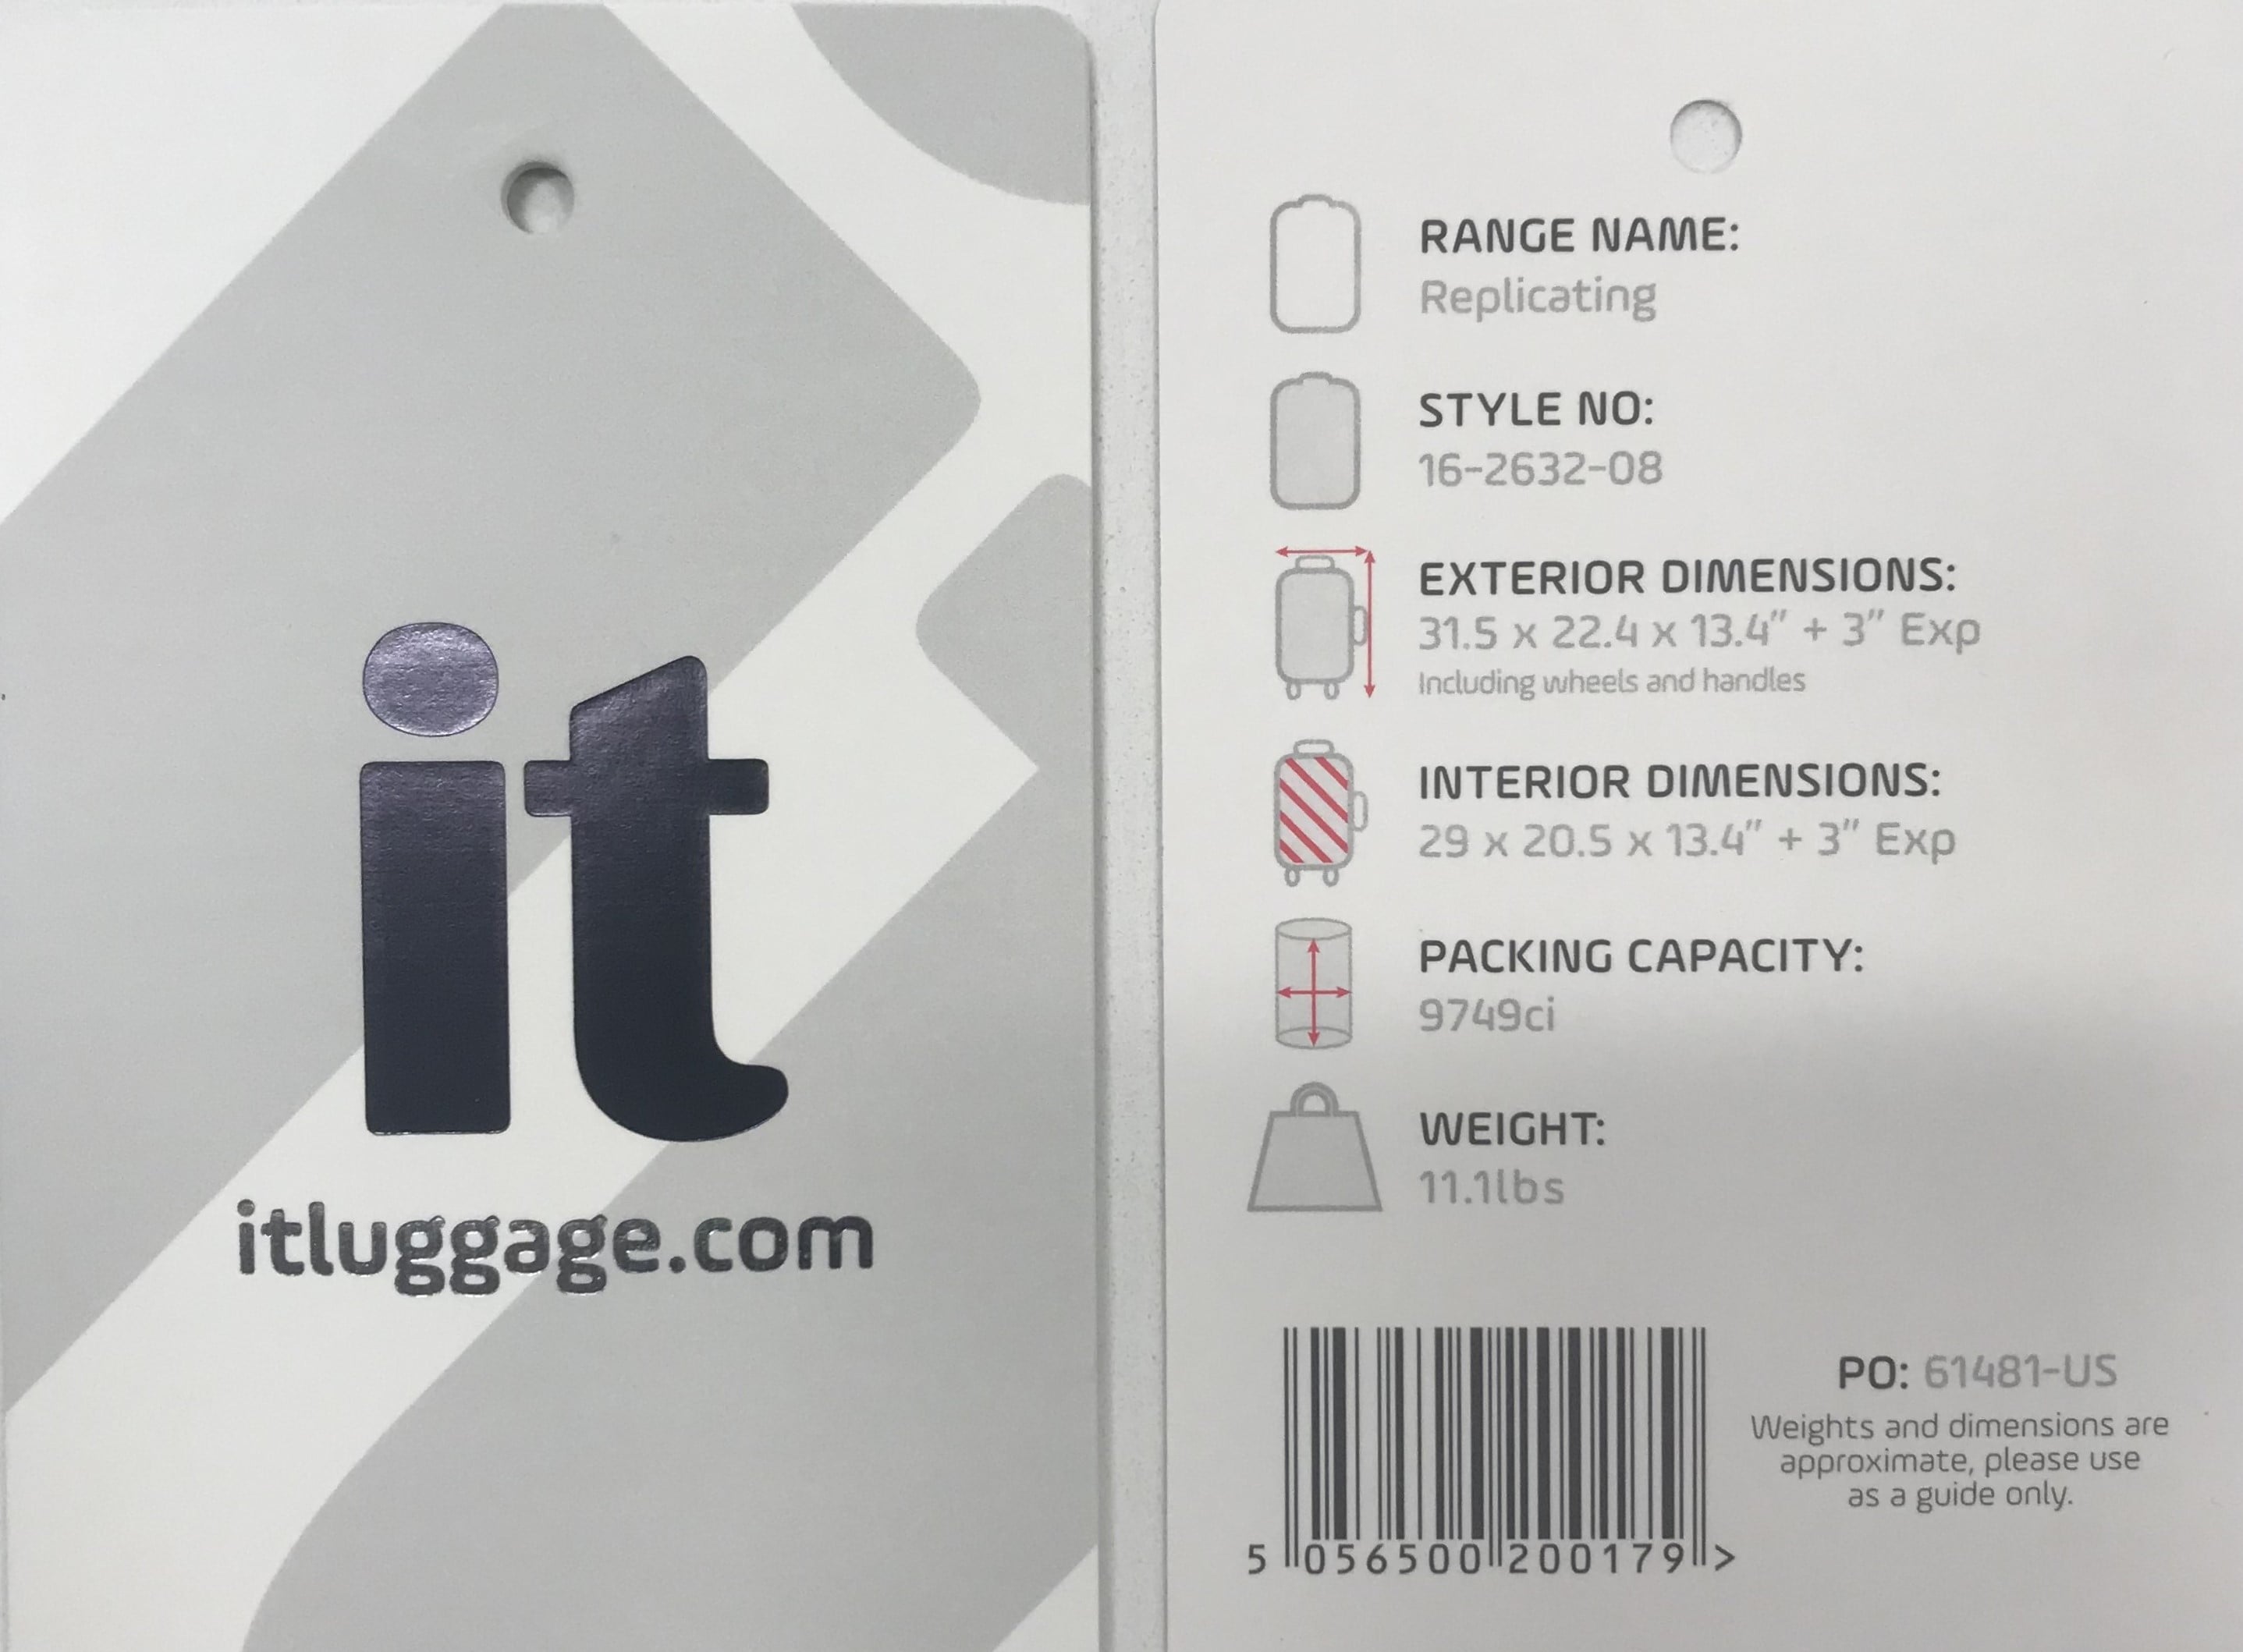 it
itluggage.com
RANGE NAME:
Replicating
STYLE NO:
16-2632-08
EXTERIOR DIMENSIONS:
31.5 x 22.4 x 13.4" + 3" Exp
Including wheels and handles
INTERIOR DIMENSIONS:
29 x 20.5 x 13.4" + 3" Exp
PACKING CAPACITY:
9749ci
WEIGHT:
11.1lbs
5 056500 200179 >
PO: 61481-US
Weights and dimensions are
approximate, please use
as a guide only.